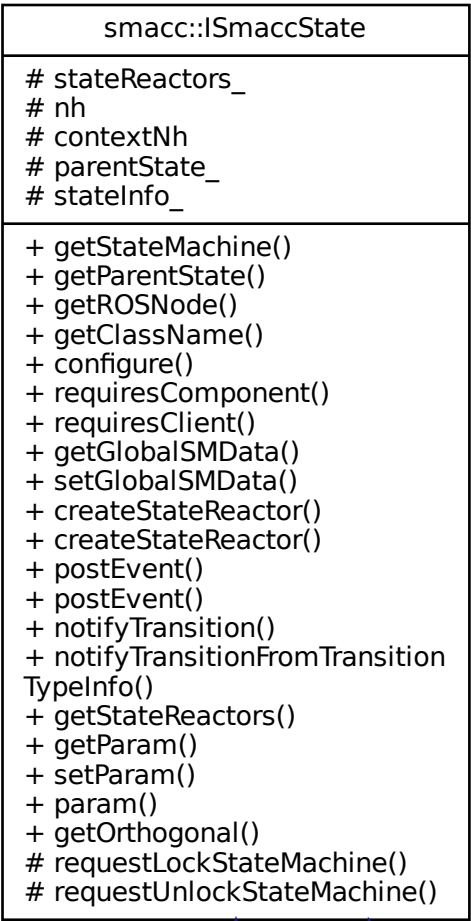 smacc::ISmaccState
# stateReactors_
# nh
# contextNh
# parentState_
# stateInfo_
+ getStateMachine()
+ getParentState()
+ getROSNode()
+ getClassName()
+ configure()
+ requiresComponent()
+ requiresClient()
+ getGlobalSMData()
+ setGlobalSMData()
+ createStateReactor()
+ createStateReactor()
+ postEvent()
+ postEvent()
+ notifyTransition()
+ notifyTransitionFromTransition
TypeInfo()
+ getStateReactors()
+ getParam()
+ setParam()
+ param()
+ getOrthogonal()
# requestLockStateMachine()
# requestUnlockStateMachine()